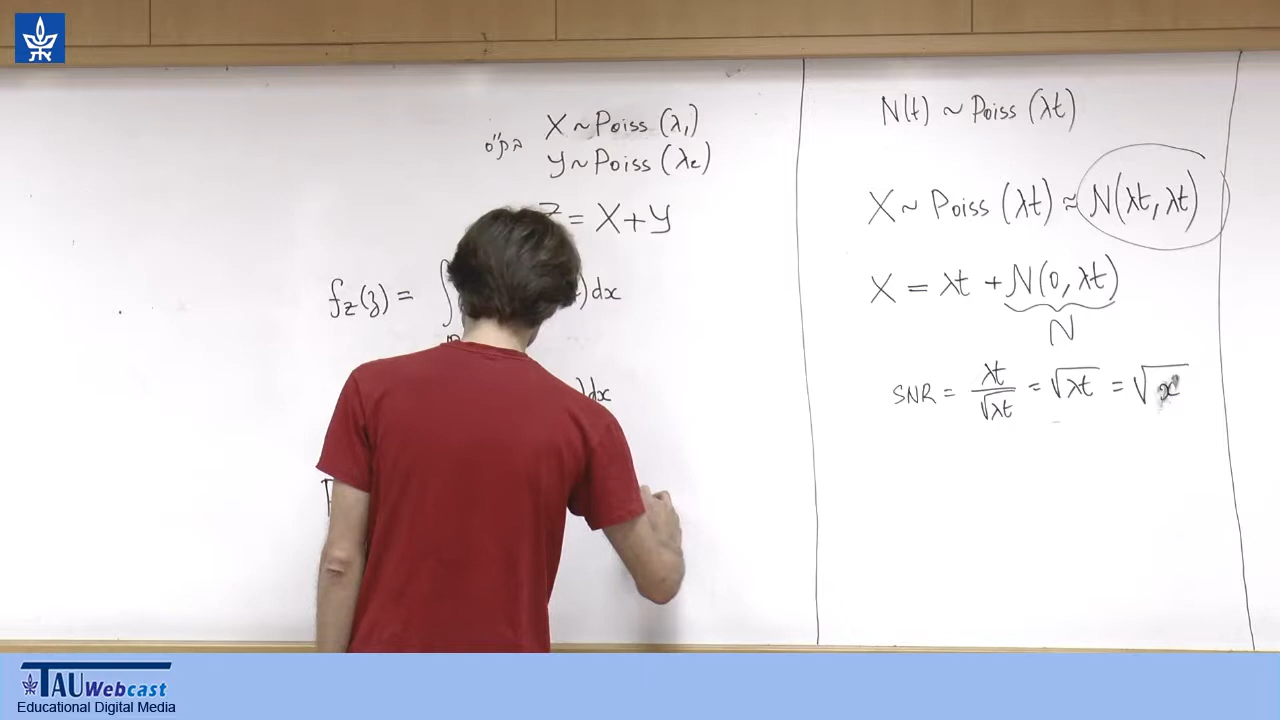 X ~ Poiss (λ₁)
בת"ס
Y ~ Poiss (λ₂)
Z = X + Y
f_Z(z) = ∫ )dx
)dx
N(t) ~ Poiss (λt)
X ~ Poiss (λt) ≈ N(λt, λt)
X = λt + N(0, λt)
N
SNR = λt / √λt = √λt = √x
TAU Webcast
Educational Digital Media